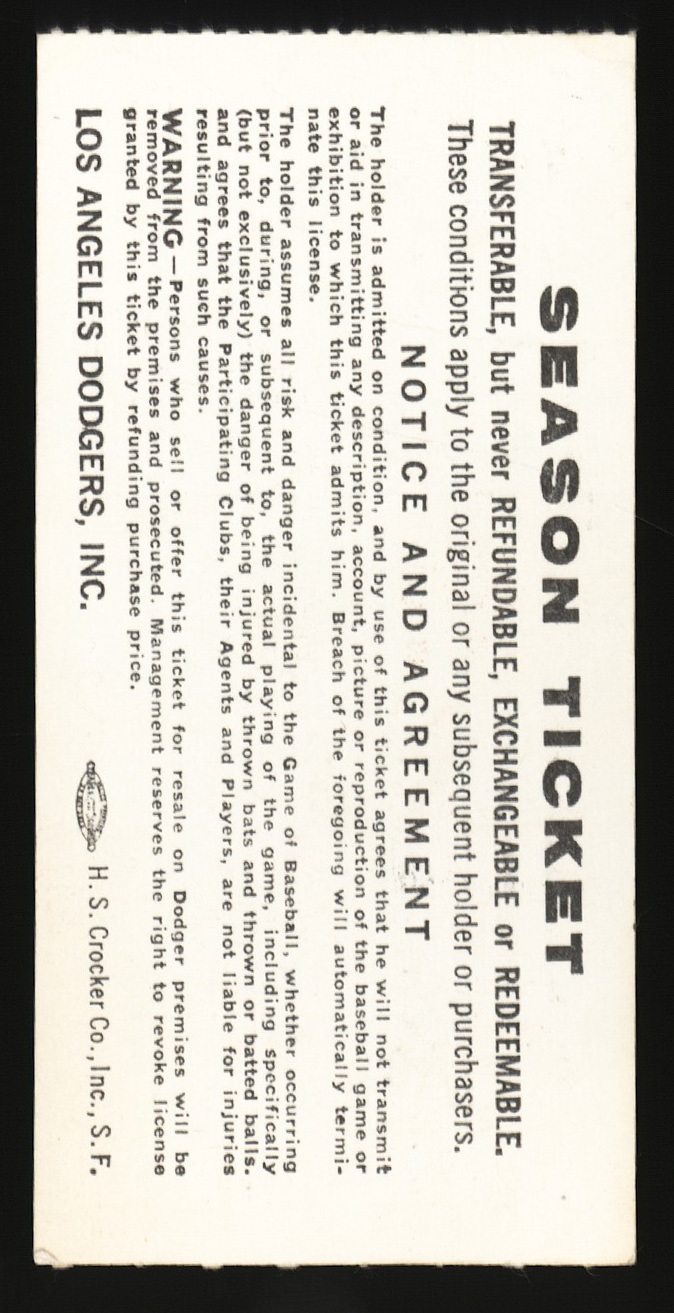 SEASON TICKET
TRANSFERABLE, but never REFUNDABLE, EXCHANGEABLE or REDEEMABLE.
These conditions apply to the original or any subsequent holder or purchasers.
NOTICE AND AGREEMENT
The holder is admitted on condition, and by use of this ticket agrees that he will not transmit
or aid in transmitting any description, account, picture or reproduction of the baseball game or
exhibition to which this ticket admits him. Breach of the foregoing will automatically termi-
nate this license.
The holder assumes all risk and danger incidental to the Game of Baseball, whether occurring
prior to, during, or subsequent to, the actual playing of the game, including specifically
(but not exclusively) the danger of being injured by thrown bats and thrown or batted balls.
and agrees that the Participating Clubs, their Agents and Players, are not liable for injuries
resulting from such causes.
WARNING — Persons who sell or offer this ticket for resale on Dodger premises will be
removed from the premises and prosecuted. Management reserves the right to revoke license
granted by this ticket by refunding purchase price.
LOS ANGELES DODGERS, INC. H. S. Crocker Co., Inc., S. F.